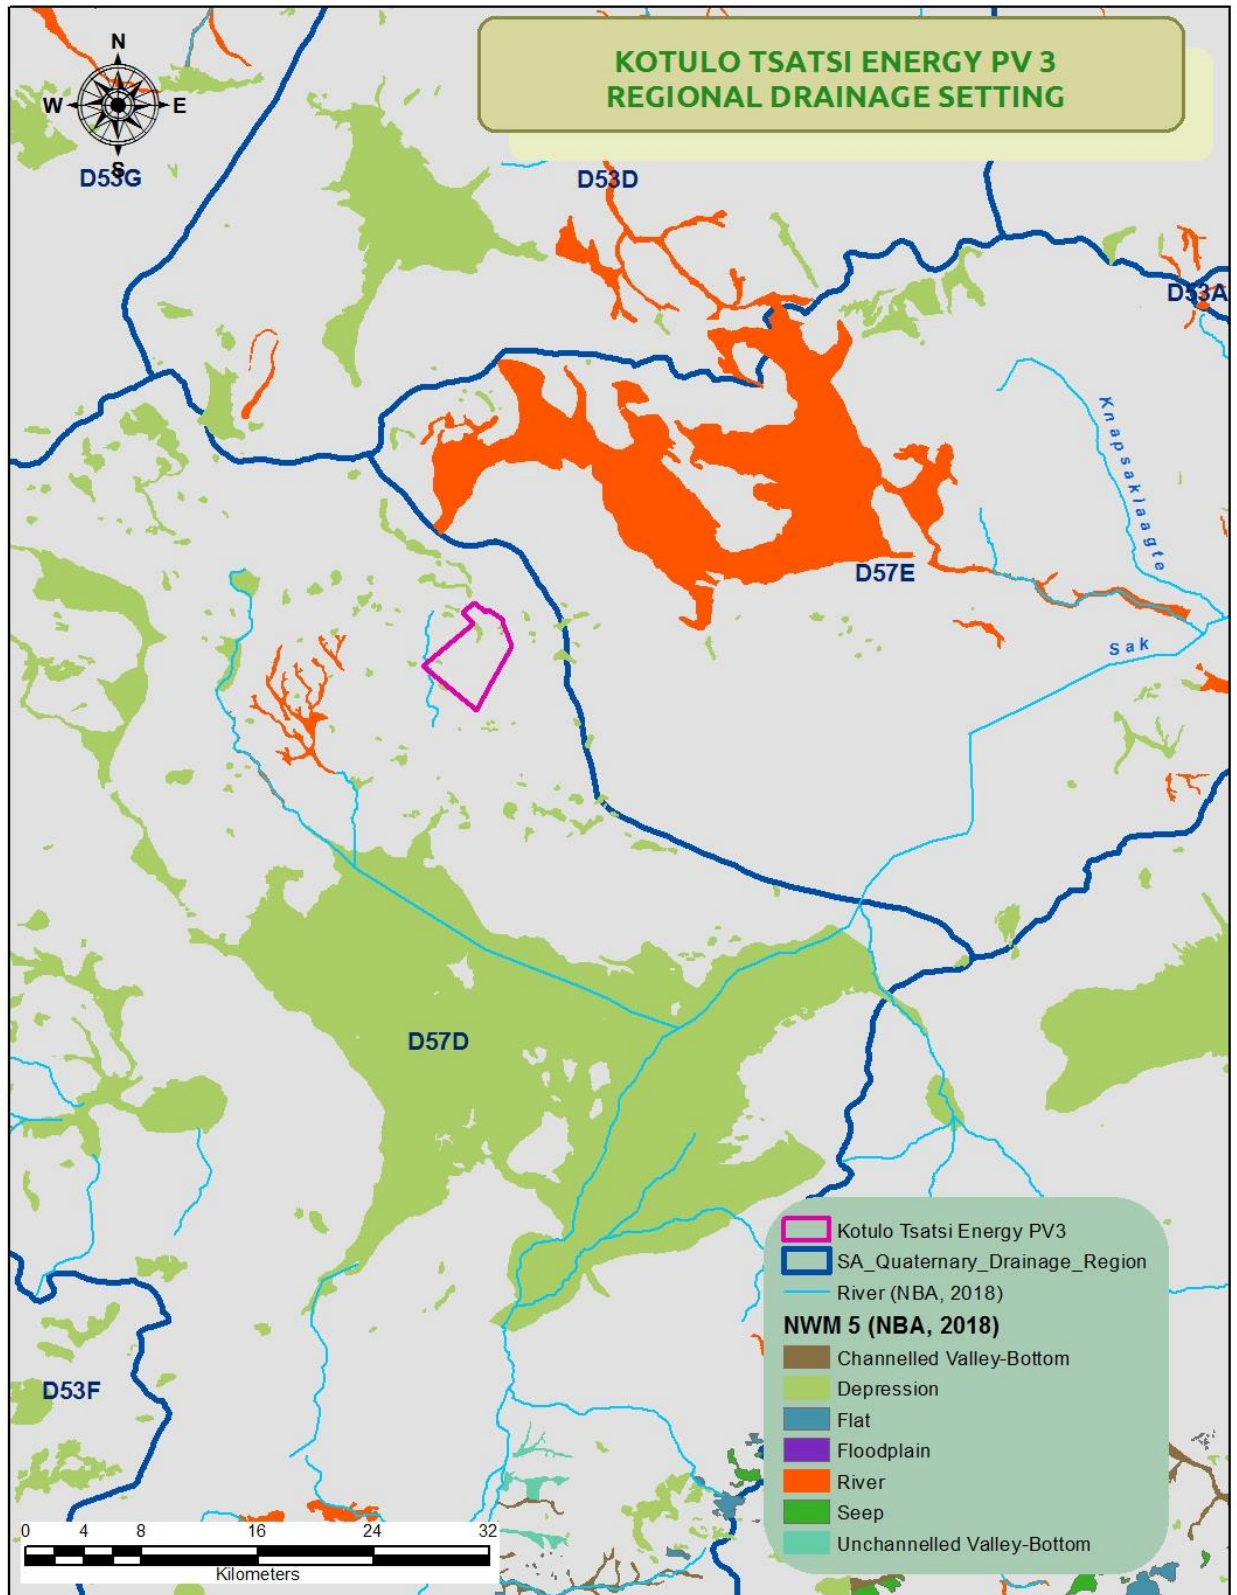 KOTULO TSATSI ENERGY PV 3
REGIONAL DRAINAGE SETTING
N
W
E
S
D53G
D53D
D53A
Knapsaklaagte
D57E
Sak
D57D
D53F
Kotulo Tsatsi Energy PV3
SA_Quaternary_Drainage_Region
River (NBA, 2018)
NWM 5 (NBA, 2018)
Channelled Valley-Bottom
Depression
Flat
Floodplain
River
Seep
Unchannelled Valley-Bottom
0 4 8 16 24 32
Kilometers